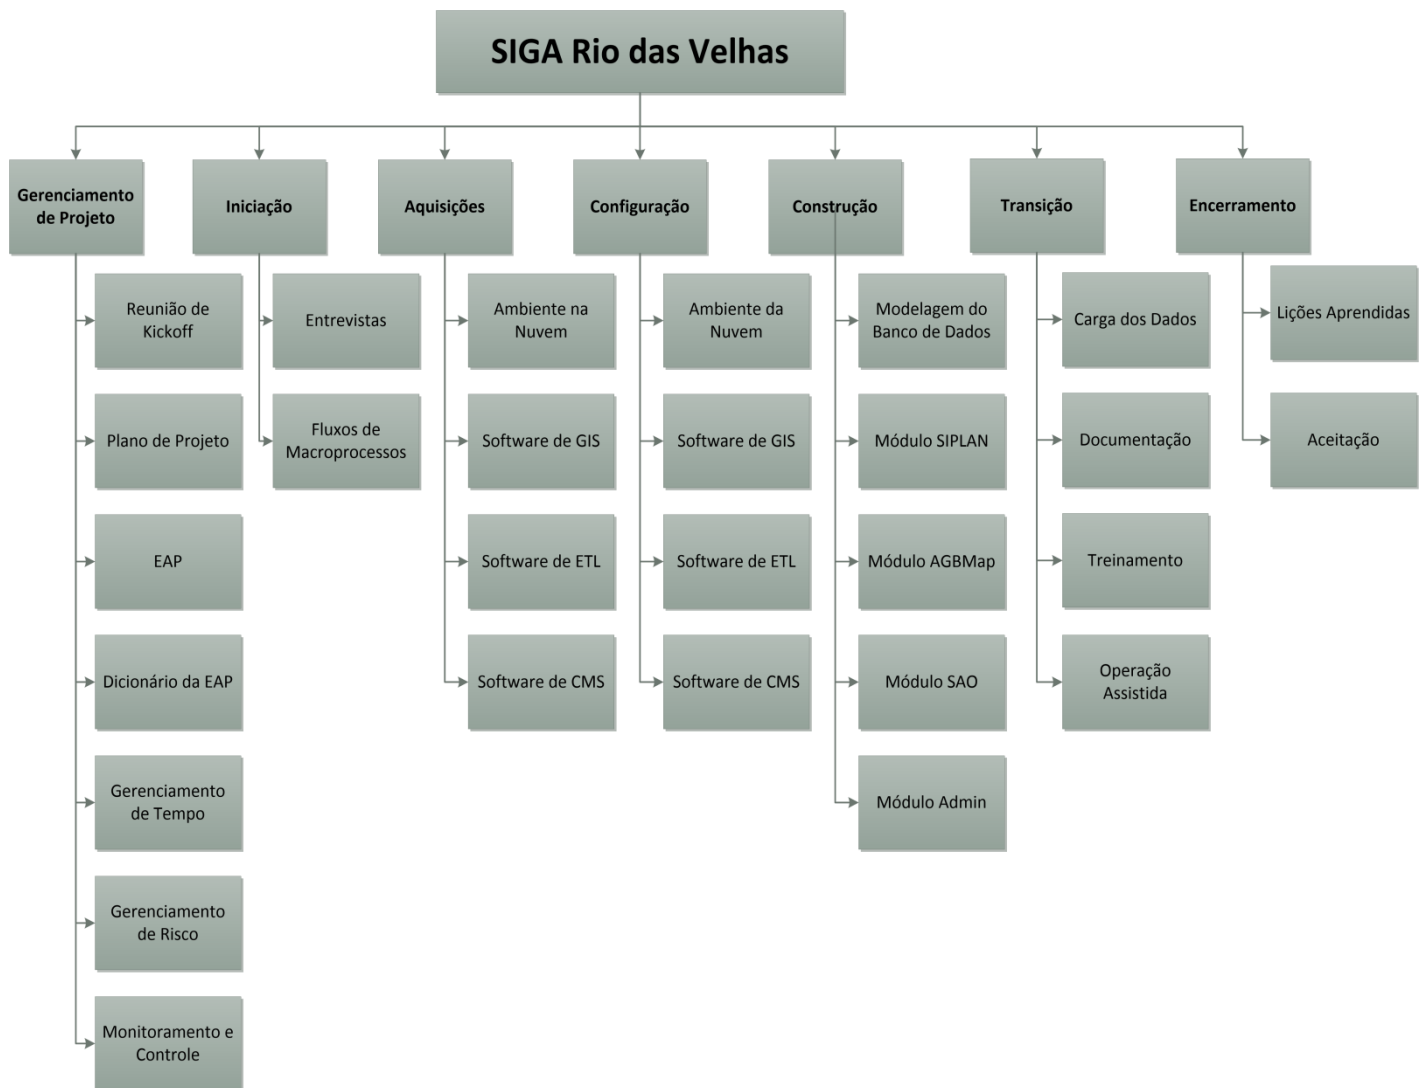 SIGA Rio das Velhas
Gerenciamento
de Projeto
Iniciação
Aquisições
Configuração
Construção
Transição
Encerramento
Reunião de
Kickoff
Plano de Projeto
EAP
Dicionário da EAP
Gerenciamento
de Tempo
Gerenciamento
de Risco
Monitoramento e
Controle
Entrevistas
Fluxos de
Macroprocessos
Ambiente na
Nuvem
Software de GIS
Software de ETL
Software de CMS
Ambiente da
Nuvem
Software de GIS
Software de ETL
Software de CMS
Modelagem do
Banco de Dados
Módulo SIPLAN
Módulo AGBMap
Módulo SAO
Módulo Admin
Carga dos Dados
Documentação
Treinamento
Operação
Assistida
Lições Aprendidas
Aceitação